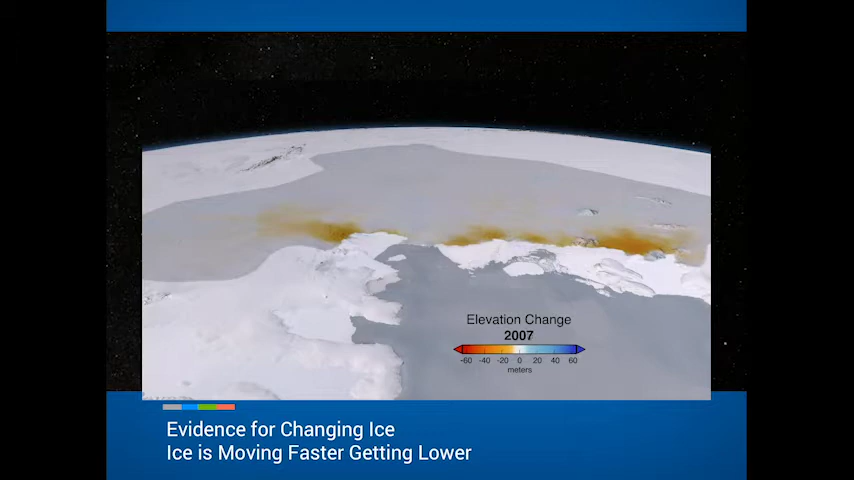 Elevation Change
2007
-60 -40 -20 0 20 40 60
meters
Evidence for Changing Ice
Ice is Moving Faster Getting Lower